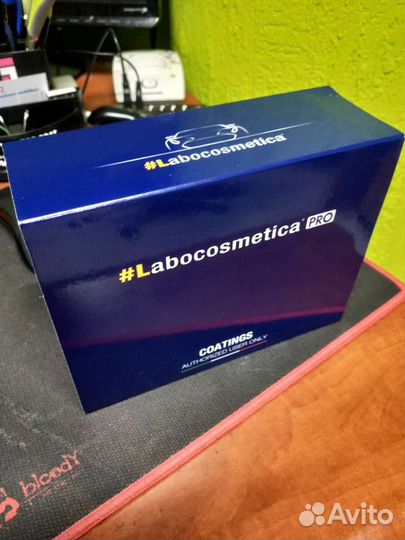 #Labocosmetica
#Labocosmetica® PRO
COATINGS
AUTHORIZED USER ONLY
bloody
Avito